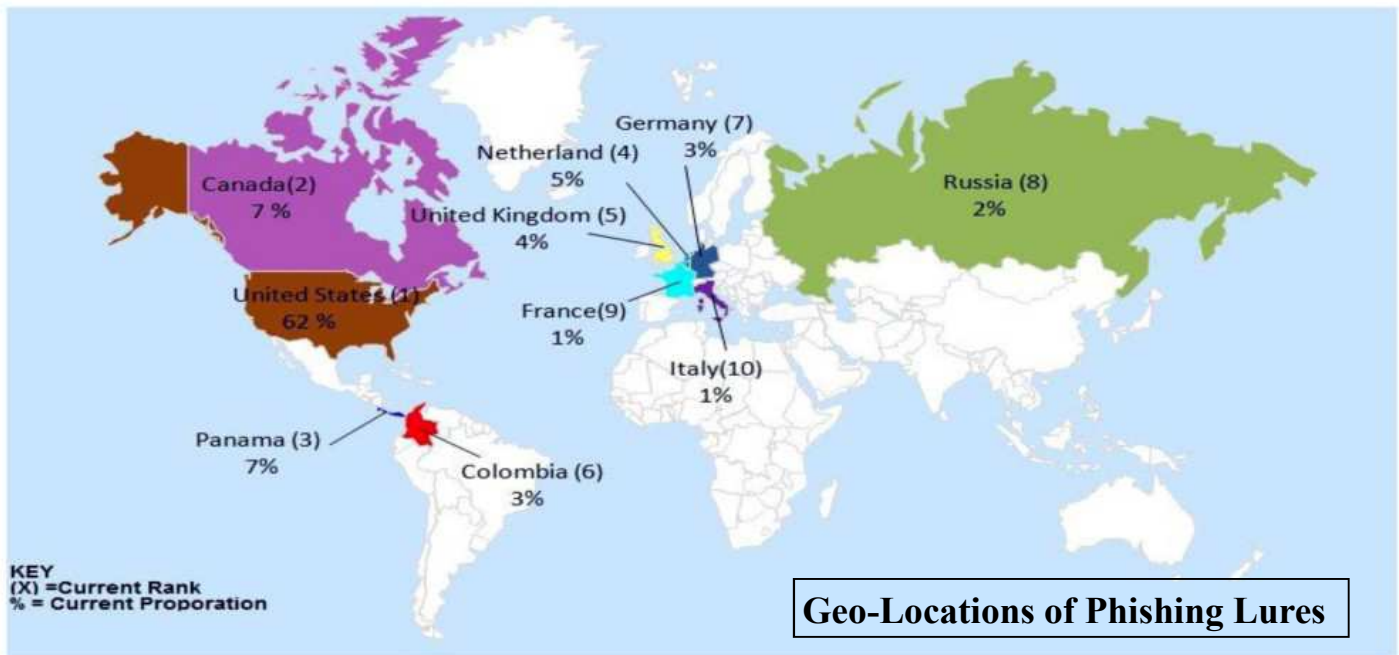 Germany (7)
3%
Netherland (4)
5%
Canada(2)
7 %
Russia (8)
2%
United Kingdom (5)
4%
United States (1)
62 %
France(9)
1%
Italy(10)
1%
Panama (3)
7%
Colombia (6)
3%
KEY
(X) =Current Rank
% = Current Proporation
Geo-Locations of Phishing Lures